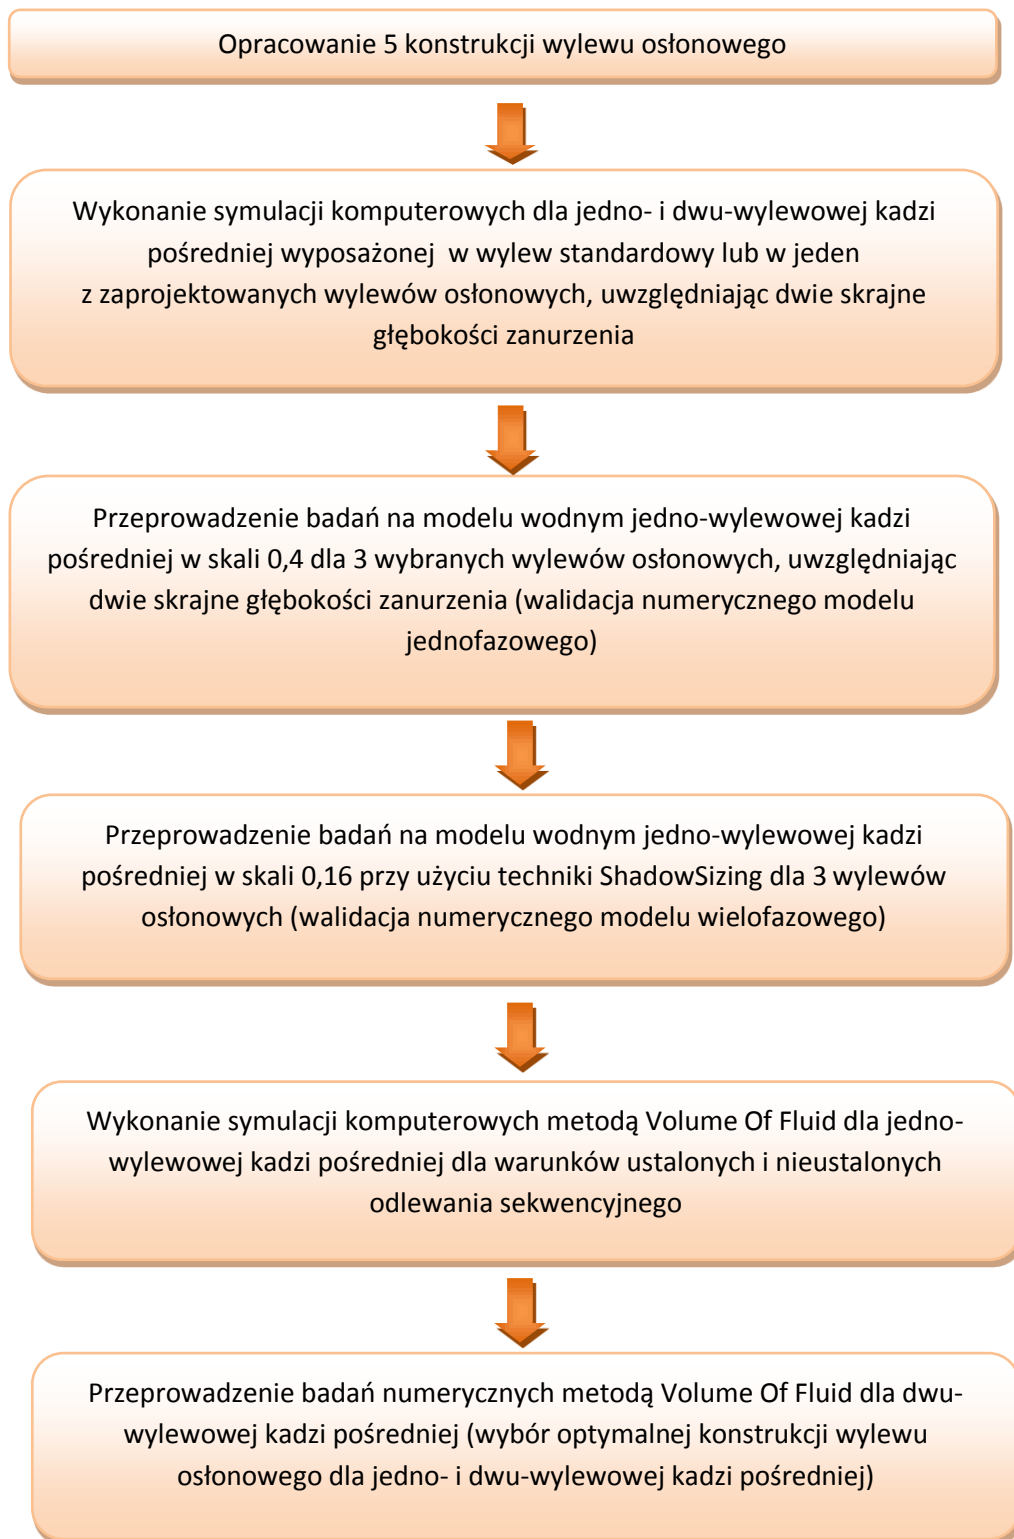 Opracowanie 5 konstrukcji wylewu osłonowego
Wykonanie symulacji komputerowych dla jedno- i dwu-wylewowej kadzi
pośredniej wyposażonej w wylew standardowy lub w jeden
z zaprojektowanych wylewów osłonowych, uwzględniając dwie skrajne
głębokości zanurzenia
Przeprowadzenie badań na modelu wodnym jedno-wylewowej kadzi
pośredniej w skali 0,4 dla 3 wybranych wylewów osłonowych, uwzględniając
dwie skrajne głębokości zanurzenia (walidacja numerycznego modelu
jednofazowego)
Przeprowadzenie badań na modelu wodnym jedno-wylewowej kadzi
pośredniej w skali 0,16 przy użyciu techniki ShadowSizing dla 3 wylewów
osłonowych (walidacja numerycznego modelu wielofazowego)
Wykonanie symulacji komputerowych metodą Volume Of Fluid dla jedno-
wylewowej kadzi pośredniej dla warunków ustalonych i nieustalonych
odlewania sekwencyjnego
Przeprowadzenie badań numerycznych metodą Volume Of Fluid dla dwu-
wylewowej kadzi pośredniej (wybór optymalnej konstrukcji wylewu
osłonowego dla jedno- i dwu-wylewowej kadzi pośredniej)